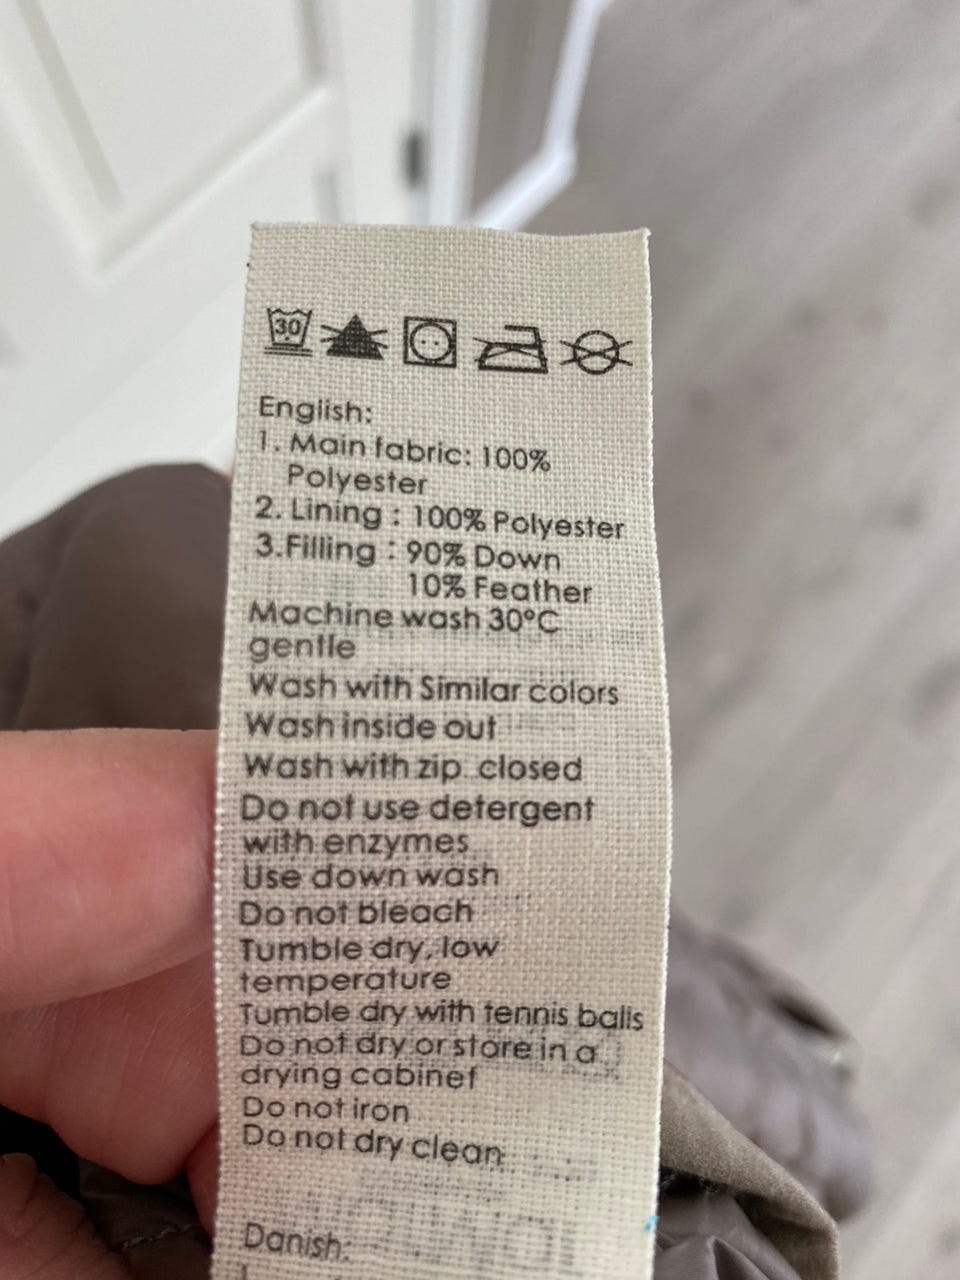 30
English:
1. Main fabric: 100%
Polyester
2. Lining : 100% Polyester
3.Filling : 90% Down
10% Feather
Machine wash 30°C
gentle
Wash with Similar colors
Wash inside out
Wash with zip closed
Do not use detergent
with enzymes
Use down wash
Do not bleach
Tumble dry, low
temperature
Tumble dry with tennis balls
Do not dry or store in a
drying cabinet
Do not iron
Do not dry clean
Danish: